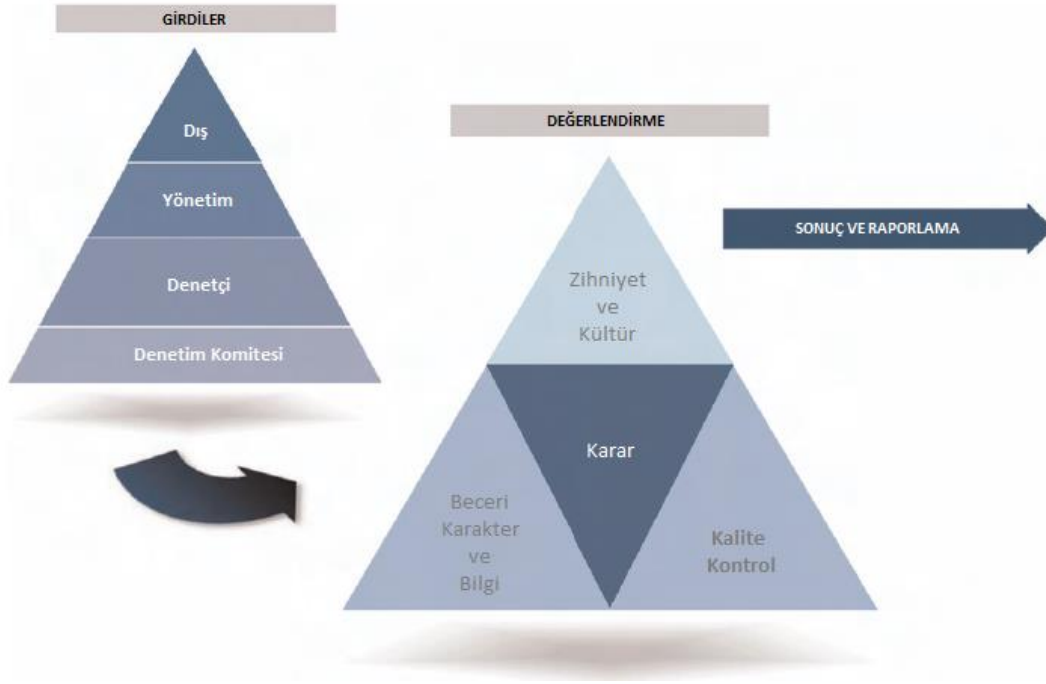 GİRDİLER
Dış
Yönetim
Denetçi
Denetim Komitesi
DEĞERLENDİRME
Zihniyet
ve
Kültür
Karar
Beceri
Karakter
ve
Bilgi
Kalite
Kontrol
SONUÇ VE RAPORLAMA